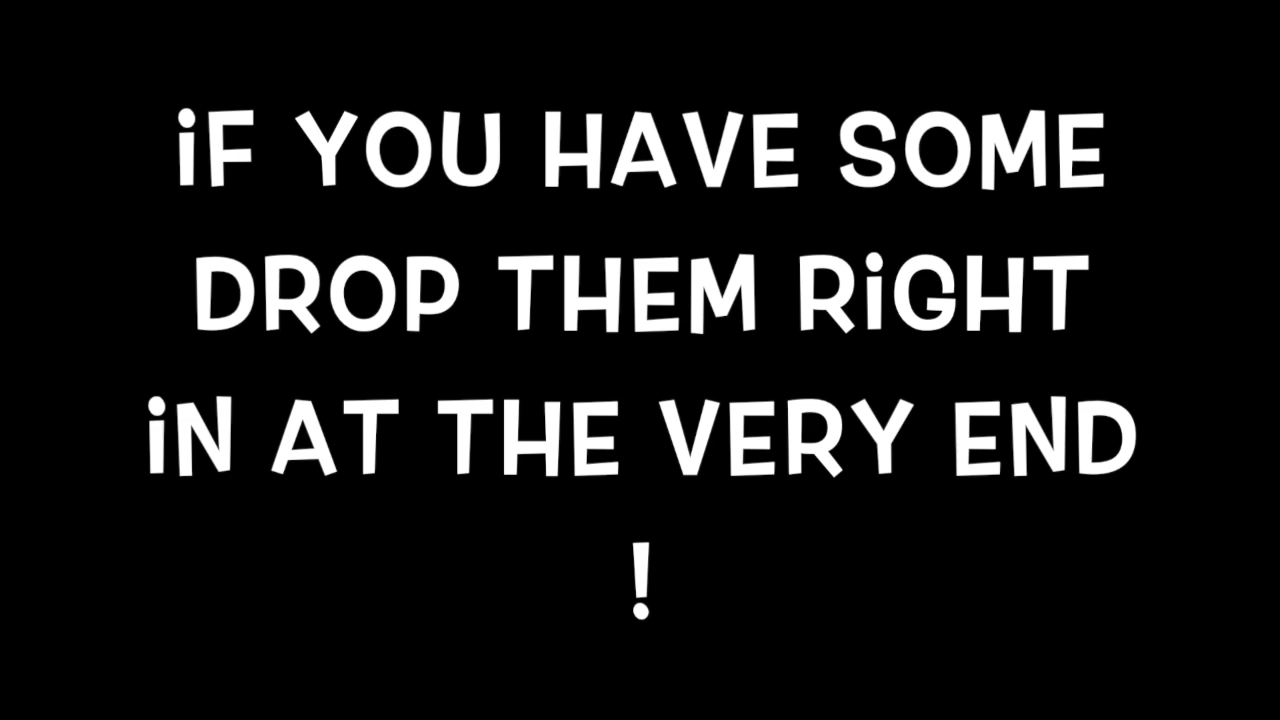 iF YOU HAVE SOME
DROP THEM RiGHT
iN AT THE VERY END
!